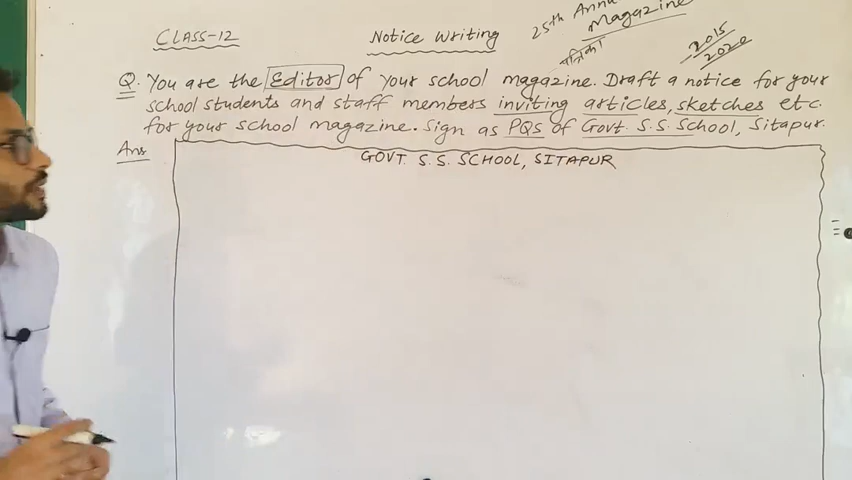 CLASS-12
Notice Writing
25th Annu
Magazine
पत्रिका
2015
2020
Q. You are the Editor of your school magazine. Draft a notice for your
school students and staff members inviting articles, sketches etc.
for your school magazine. Sign as PQS of Govt. S.S. School, Sitapur.
Ans
GOVT. S.S. SCHOOL, SITAPUR